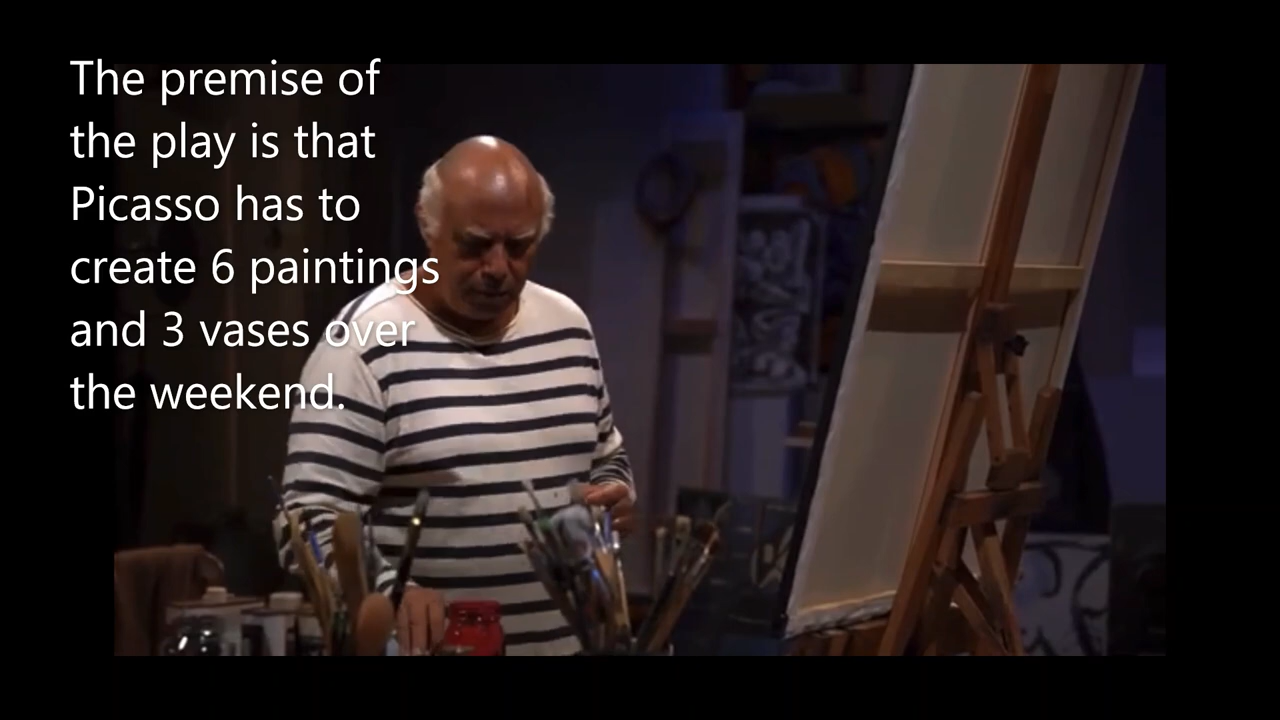 The premise of
the play is that
Picasso has to
create 6 paintings
and 3 vases over
the weekend.